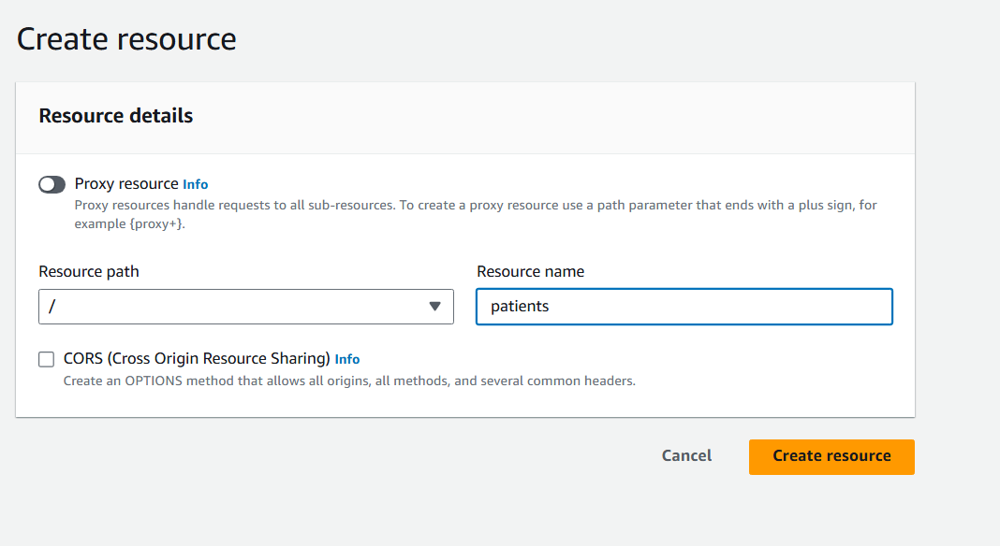 Create resource
Resource details
Proxy resource Info
Proxy resources handle requests to all sub-resources. To create a proxy resource use a path parameter that ends with a plus sign, for
example {proxy+}.
Resource path
Resource name
/
patients
CORS (Cross Origin Resource Sharing) Info
Create an OPTIONS method that allows all origins, all methods, and several common headers.
Cancel
Create resource